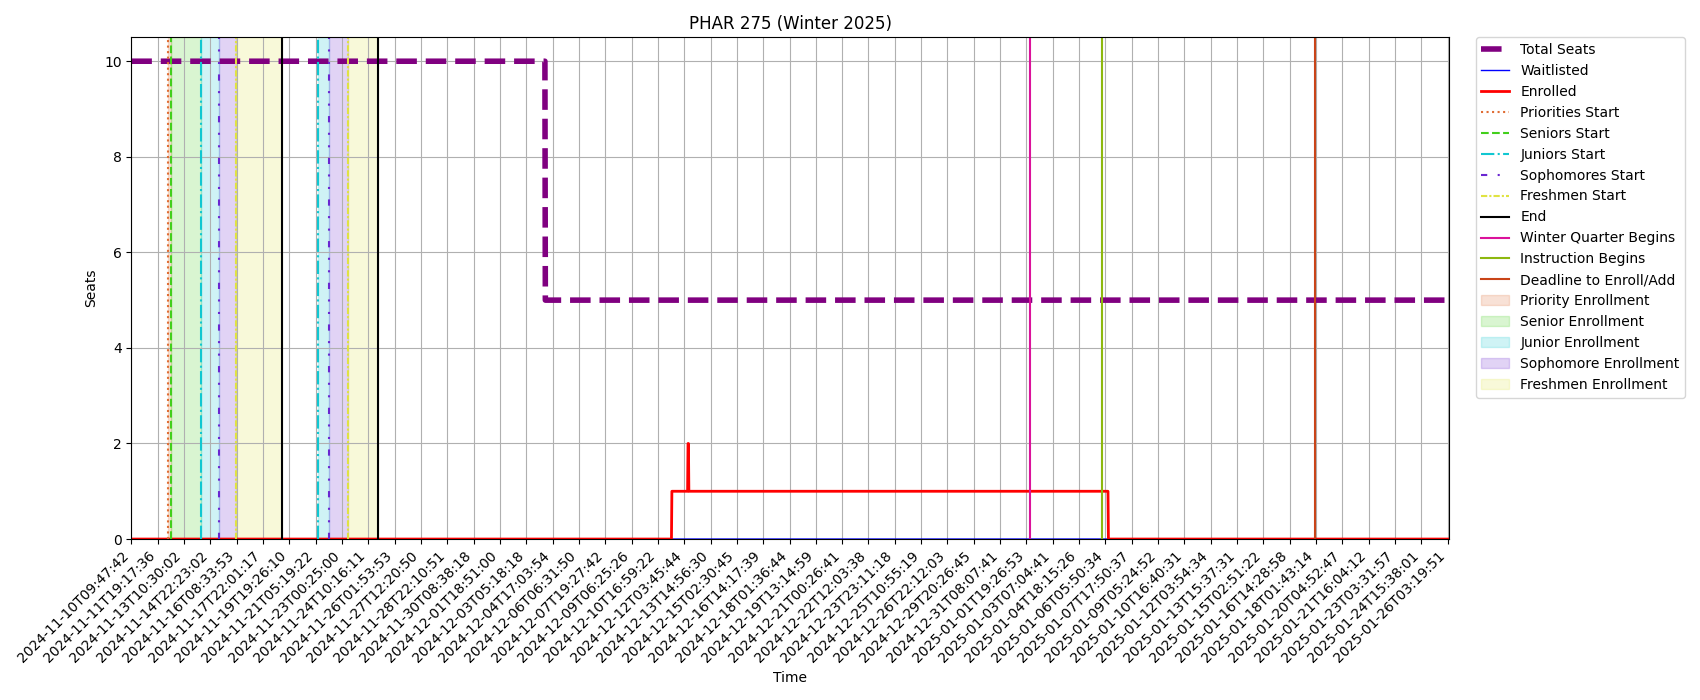 PHAR 275 (Winter 2025)
Seats
10
8
6
4
2
0
2024-11-10T09:47:42
2024-11-11T19:17:36
2024-11-13T10:30:02
2024-11-14T22:23:02
2024-11-16T08:33:53
2024-11-17T22:01:17
2024-11-19T19:26:10
2024-11-21T05:19:22
2024-11-23T00:25:00
2024-11-24T10:16:11
2024-11-26T01:53:53
2024-11-27T12:20:50
2024-11-28T22:10:51
2024-11-30T08:38:18
2024-12-01T18:51:00
2024-12-03T05:18:18
2024-12-04T17:03:54
2024-12-06T06:31:50
2024-12-07T19:27:42
2024-12-09T06:25:26
2024-12-10T16:59:22
2024-12-12T03:45:44
2024-12-13T14:56:30
2024-12-15T02:30:45
2024-12-16T14:17:39
2024-12-18T01:36:44
2024-12-19T13:14:59
2024-12-21T00:26:41
2024-12-22T12:03:38
2024-12-23T23:11:18
2024-12-25T10:55:19
2024-12-26T22:12:03
2024-12-29T20:26:45
2024-12-31T08:07:41
2025-01-01T19:26:53
2025-01-03T07:04:41
2025-01-04T18:15:26
2025-01-06T05:50:34
2025-01-07T17:50:37
2025-01-09T05:24:52
2025-01-10T16:40:31
2025-01-12T03:54:34
2025-01-13T15:37:31
2025-01-15T02:51:22
2025-01-16T14:28:58
2025-01-18T01:43:14
2025-01-20T04:52:47
2025-01-21T16:04:12
2025-01-23T03:31:57
2025-01-24T15:38:01
2025-01-26T03:19:51
Time
Total Seats
Waitlisted
Enrolled
Priorities Start
Seniors Start
Juniors Start
Sophomores Start
Freshmen Start
End
Winter Quarter Begins
Instruction Begins
Deadline to Enroll/Add
Priority Enrollment
Senior Enrollment
Junior Enrollment
Sophomore Enrollment
Freshmen Enrollment